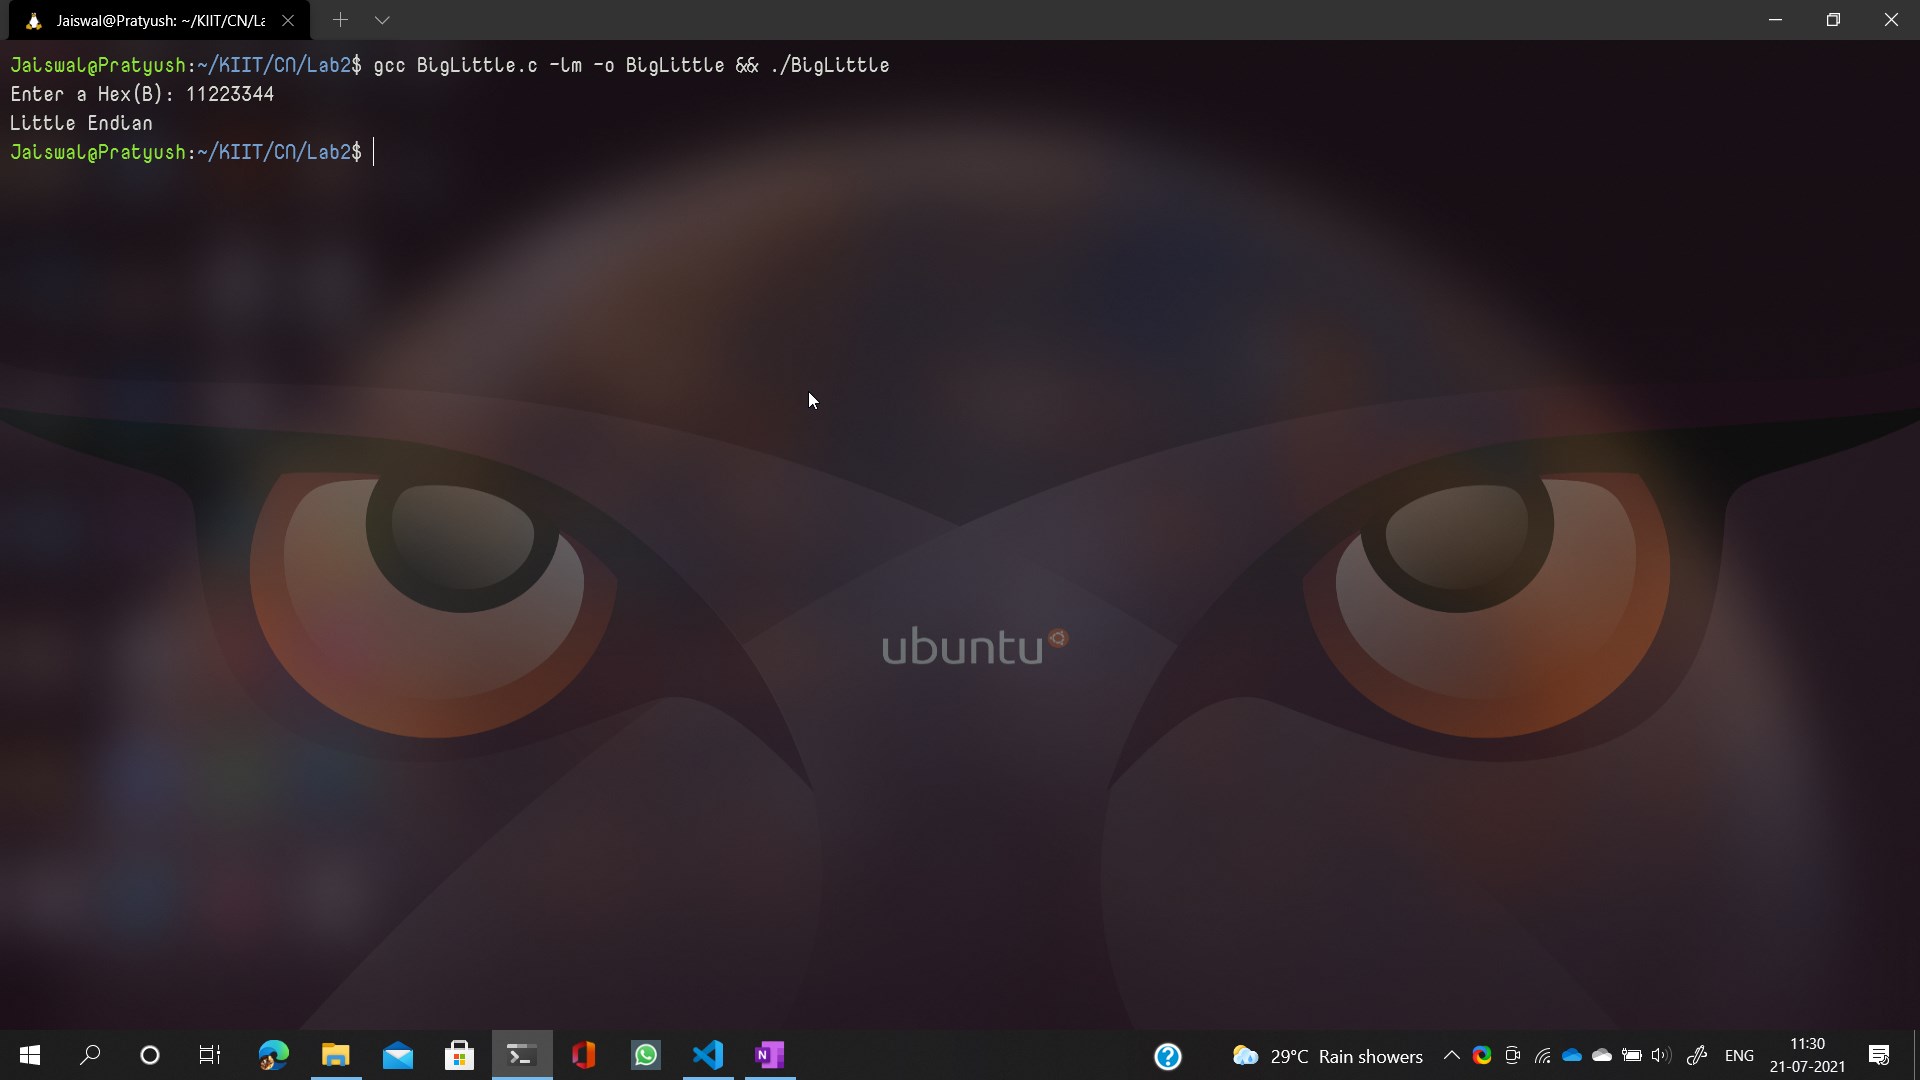 Jaiswal@Pratyush: ~/KIIT/CN/La
Jaiswal@Pratyush:~/KIIT/CN/Lab2$ gcc BigLittle.c -lm -o BigLittle && ./BigLittle
Enter a Hex(B): 11223344
Little Endian
Jaiswal@Pratyush:~/KIIT/CN/Lab2$
ubuntu
29°C Rain showers
ENG
11:30
21-07-2021